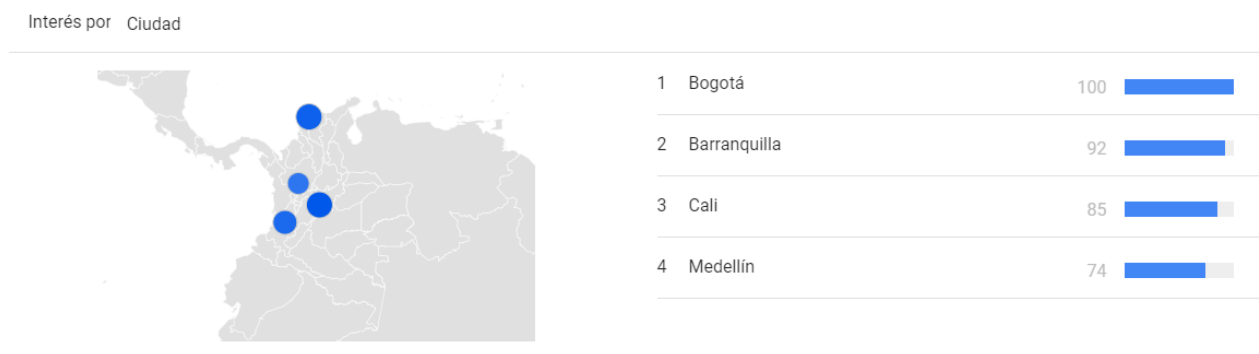 Interés por Ciudad
1 Bogotá 100
2 Barranquilla 92
3 Cali 85
4 Medellín 74